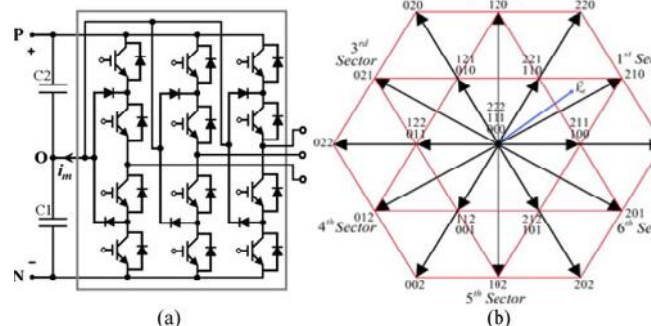 P
+
C2
O
i_m
C1
−
N
(a)
020
120
220
3rd
Sector
121
010
221
110
1st Se
021
210
222
111
000
122
011
211
100
022
012
112
001
212
101
201
4th Sector
6th Se
002
102
202
5th Sector
(b)